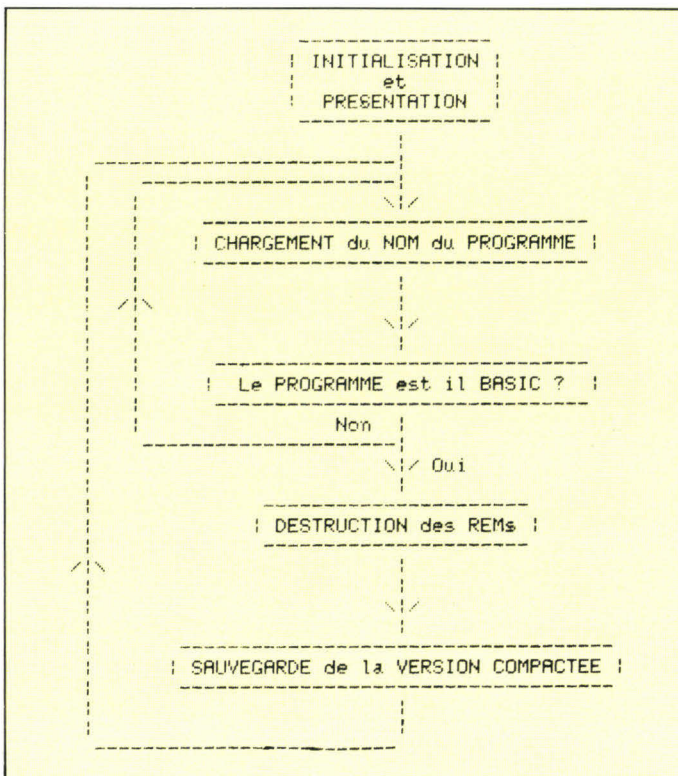 INITIALISATION
et
PRESENTATION
CHARGEMENT du NOM du PROGRAMME
Le PROGRAMME est il BASIC ?
Non
Oui
DESTRUCTION des REMs
SAUVEGARDE de la VERSION COMPACTEE